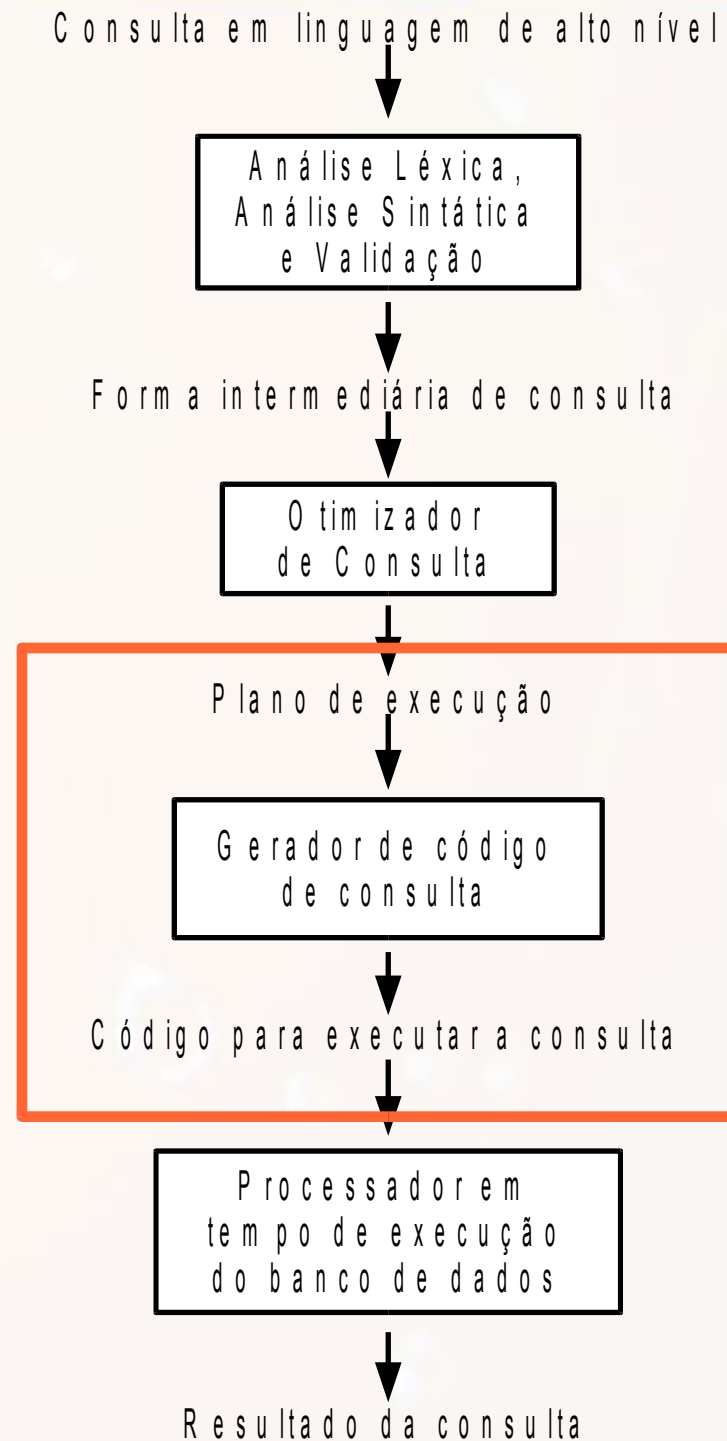 Consulta em linguagem de alto nível
Análise Léxica,
Análise Sintática
e Validação
Forma intermediária de consulta
Otimizador
de Consulta
Plano de execução
Gerador de código
de consulta
Código para executar a consulta
Processador em
tempo de execução
do banco de dados
Resultado da consulta